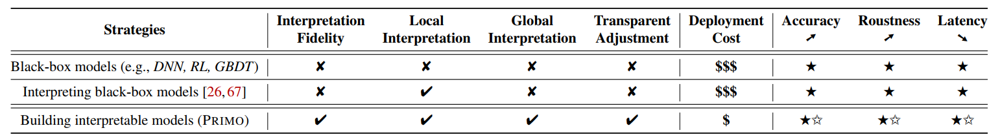 Strategies Interpretation Fidelity Local Interpretation Global Interpretation Transparent Adjustment Deployment Cost Accuracy ➚ Roustness ➚ Latency ➘
Black-box models (e.g., DNN, RL, GBDT) ✘ ✘ ✘ ✘ $$$ ★ ★ ★
Interpreting black-box models [26,67] ✘ ✔ ✘ ✘ $$$ ★ ★ ★
Building interpretable models (PRIMO) ✔ ✔ ✔ ✔ $ ★☆ ★☆ ★☆